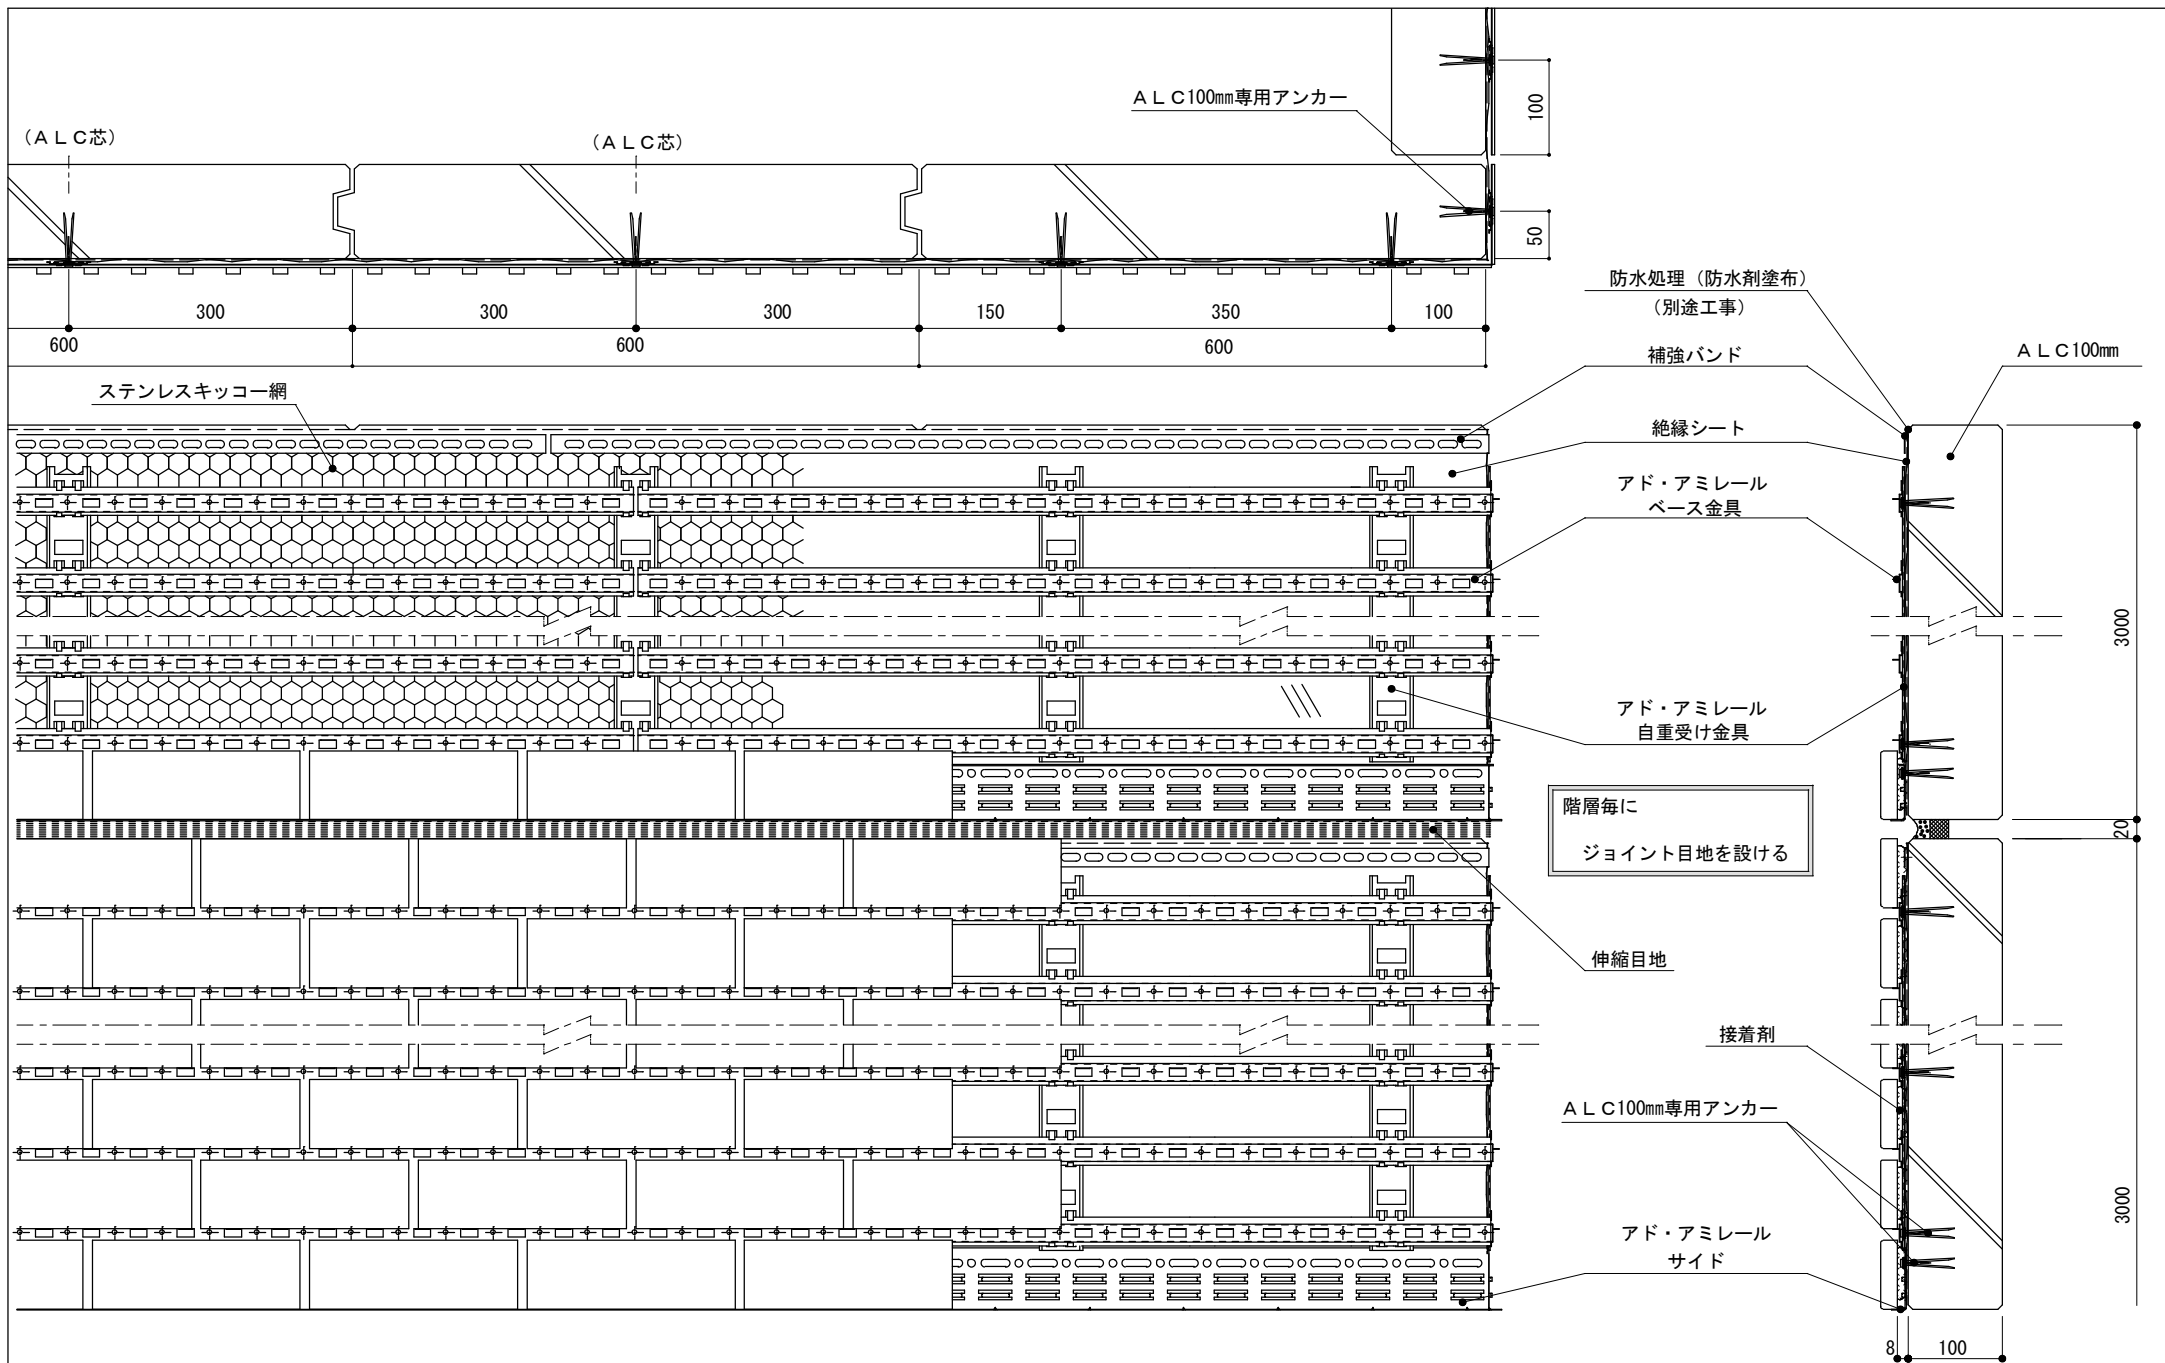 ＡＬＣ100㎜専用アンカー
100
（ＡＬＣ芯）
（ＡＬＣ芯）
50
300
300
300
150
350
100
600
600
600
防水処理（防水剤塗布）
（別途工事）
補強バンド
ＡＬＣ100㎜
ステンレスキッコー網
絶縁シート
アド・アミレール
ベース金具
3000
アド・アミレール
自重受け金具
階層毎に
ジョイント目地を設ける
20
伸縮目地
接着剤
ＡＬＣ100㎜専用アンカー
3000
アド・アミレール
サイド
8
100